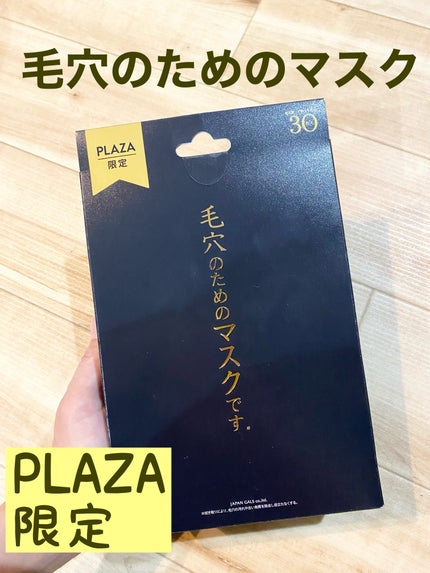 毛穴のためのマスク
PLAZA
限定
30
毛穴のためのマスクです。
JAPAN GALS co.,ltd.
PLAZA
限定